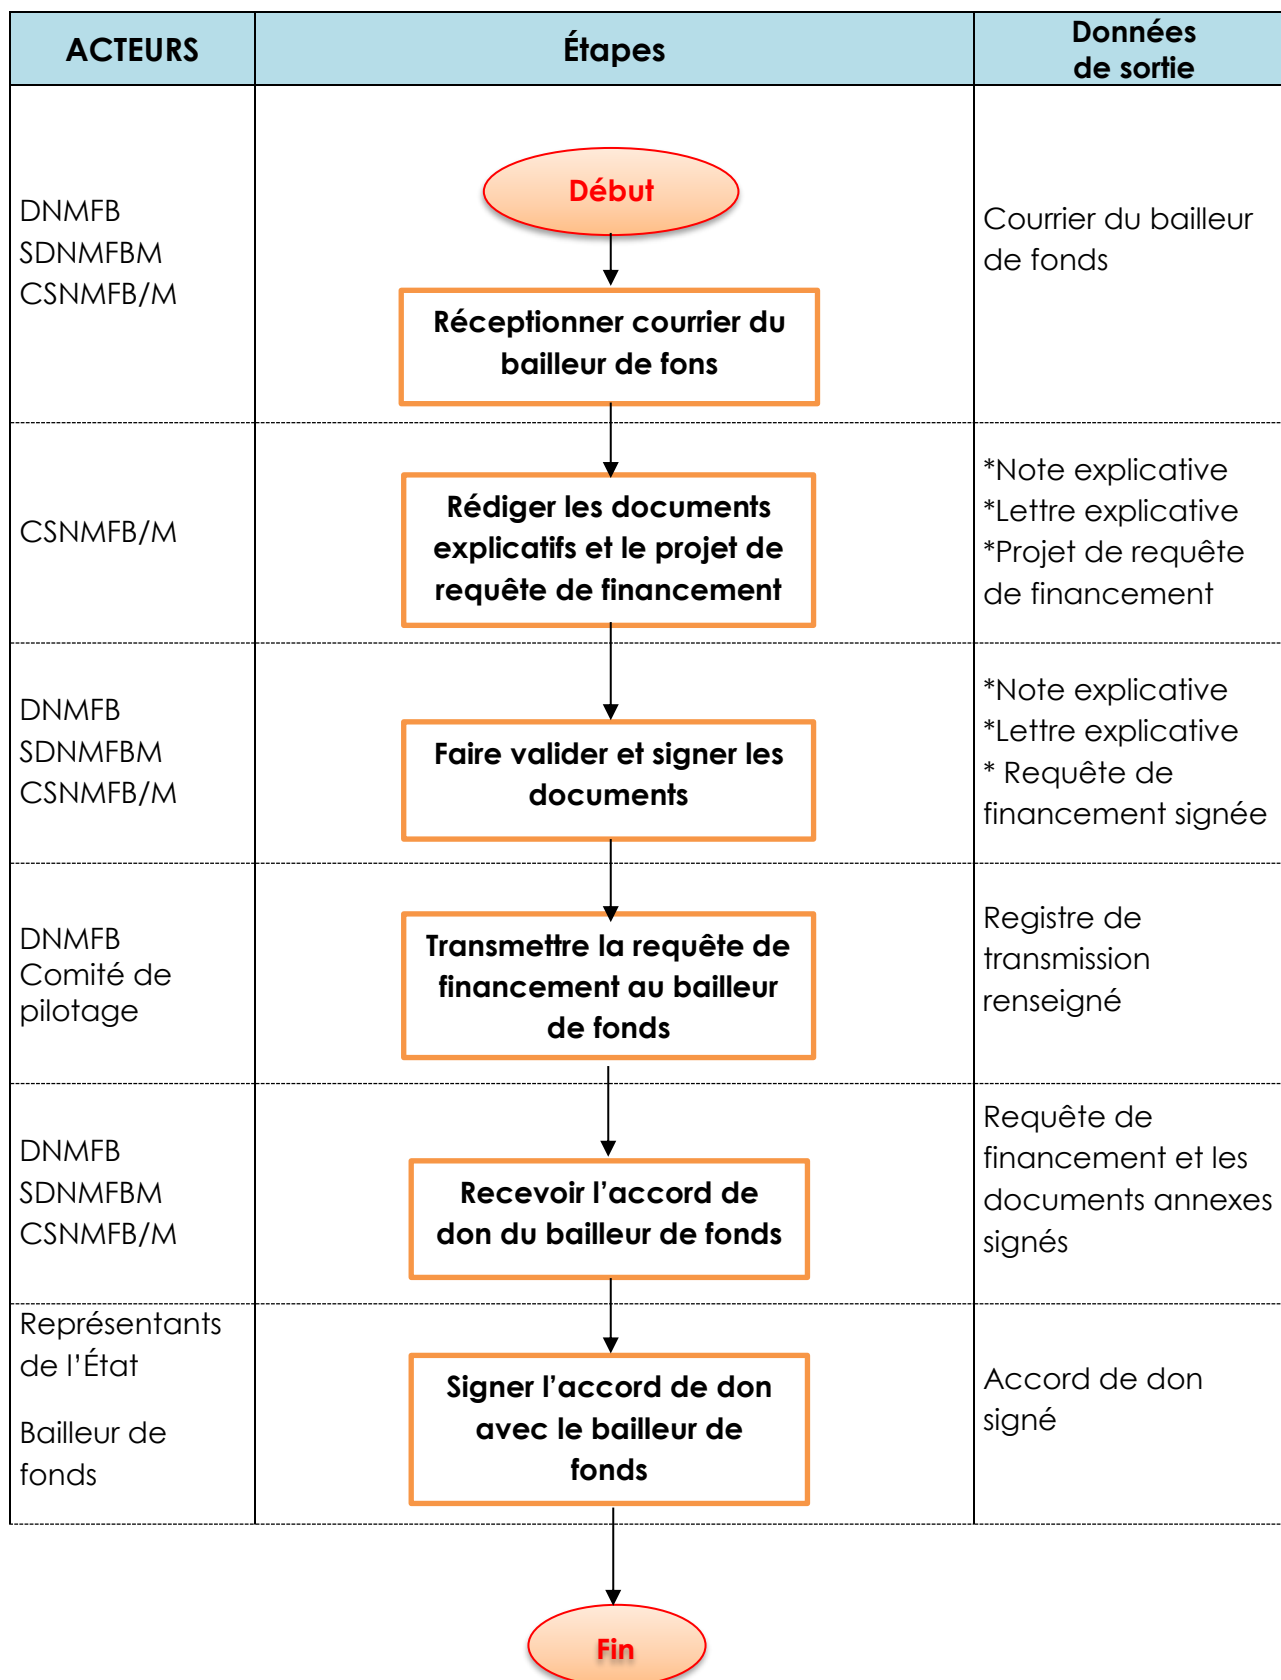 ACTEURS
Étapes
Données
de sortie
DNMFB
SDNMFBM
CSNMFB/M
Début
Réceptionner courrier du
bailleur de fons
Courrier du bailleur
de fonds
CSNMFB/M
Rédiger les documents
explicatifs et le projet de
requête de financement
*Note explicative
*Lettre explicative
*Projet de requête
de financement
DNMFB
SDNMFBM
CSNMFB/M
Faire valider et signer les
documents
*Note explicative
*Lettre explicative
* Requête de
financement signée
DNMFB
Comité de
pilotage
Transmettre la requête de
financement au bailleur
de fonds
Registre de
transmission
renseigné
DNMFB
SDNMFBM
CSNMFB/M
Recevoir l’accord de
don du bailleur de fonds
Requête de
financement et les
documents annexes
signés
Représentants
de l’État
Bailleur de
fonds
Signer l’accord de don
avec le bailleur de
fonds
Accord de don
signé
Fin